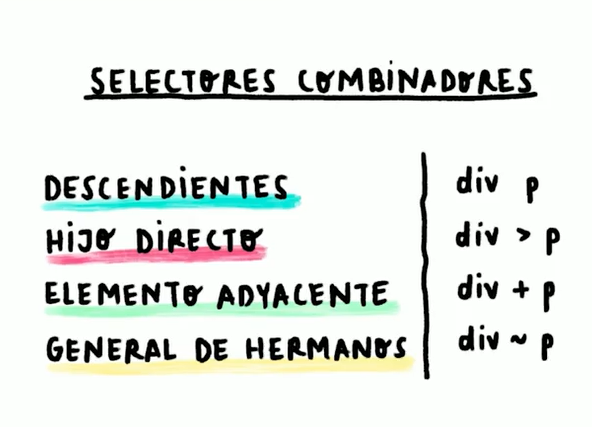 SELECTORES COMBINADORES
DESCENDIENTES div p
HIJO DIRECTO div > p
ELEMENTO ADYACENTE div + p
GENERAL DE HERMANOS div ~ p